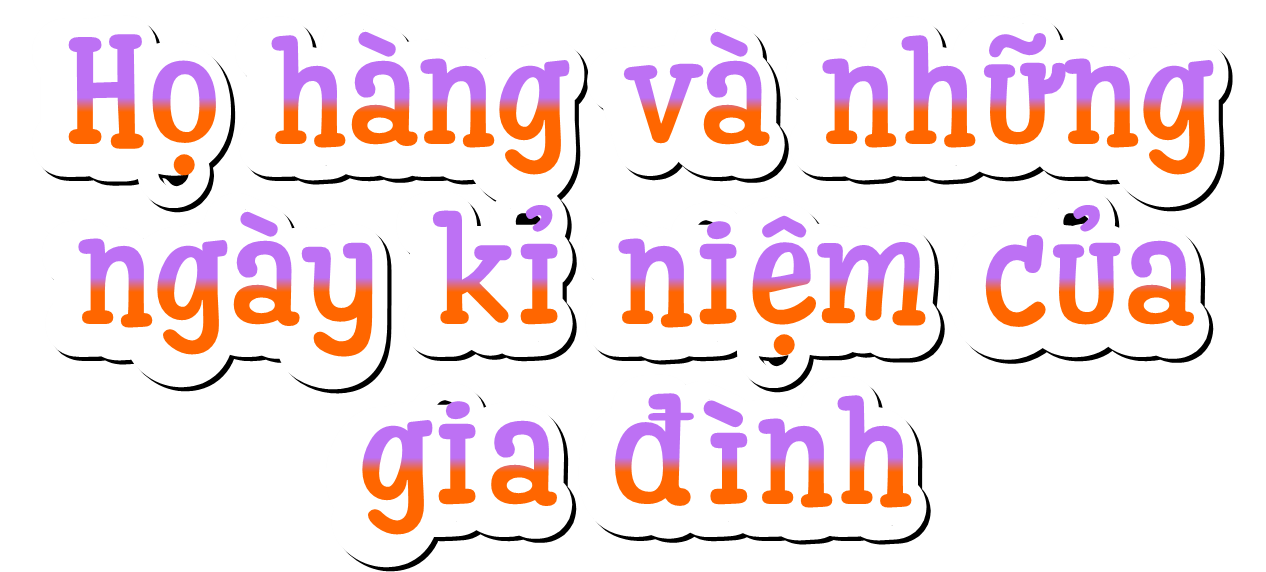 Họ hàng và những
ngày kỉ niệm của
gia đình